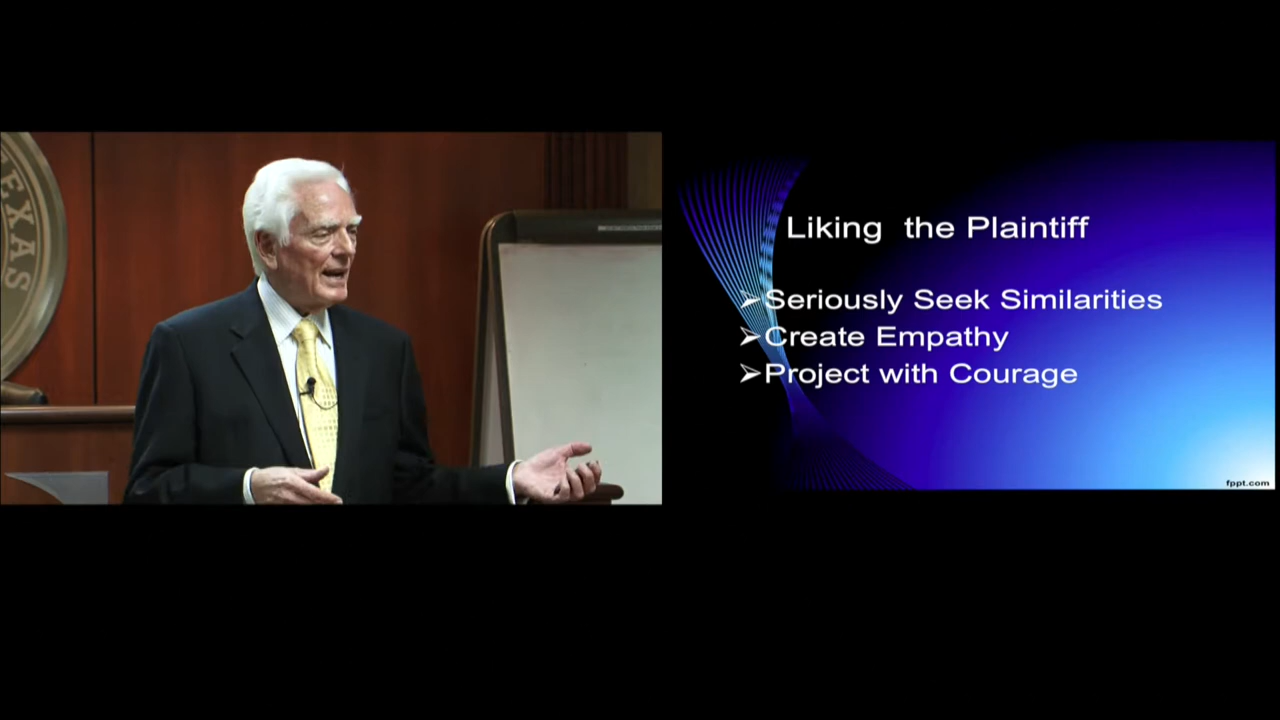 EXAS
Liking the Plaintiff
➢Seriously Seek Similarities
➢Create Empathy
➢Project with Courage
fppt.com